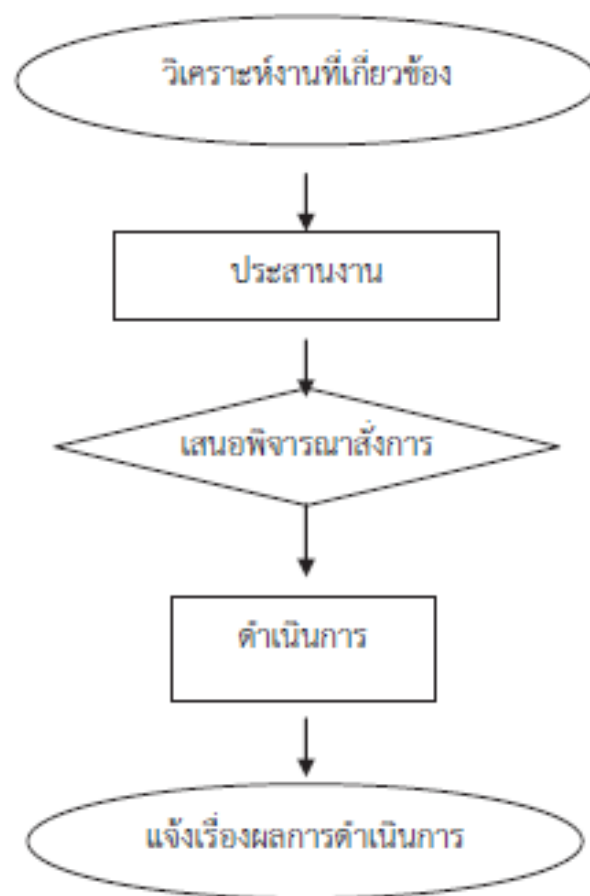 วิเคราะห์งานที่เกี่ยวข้อง
ประสานงาน
เสนอพิจารณาสั่งการ
ดำเนินการ
แจ้งเรื่องผลการดำเนินการ